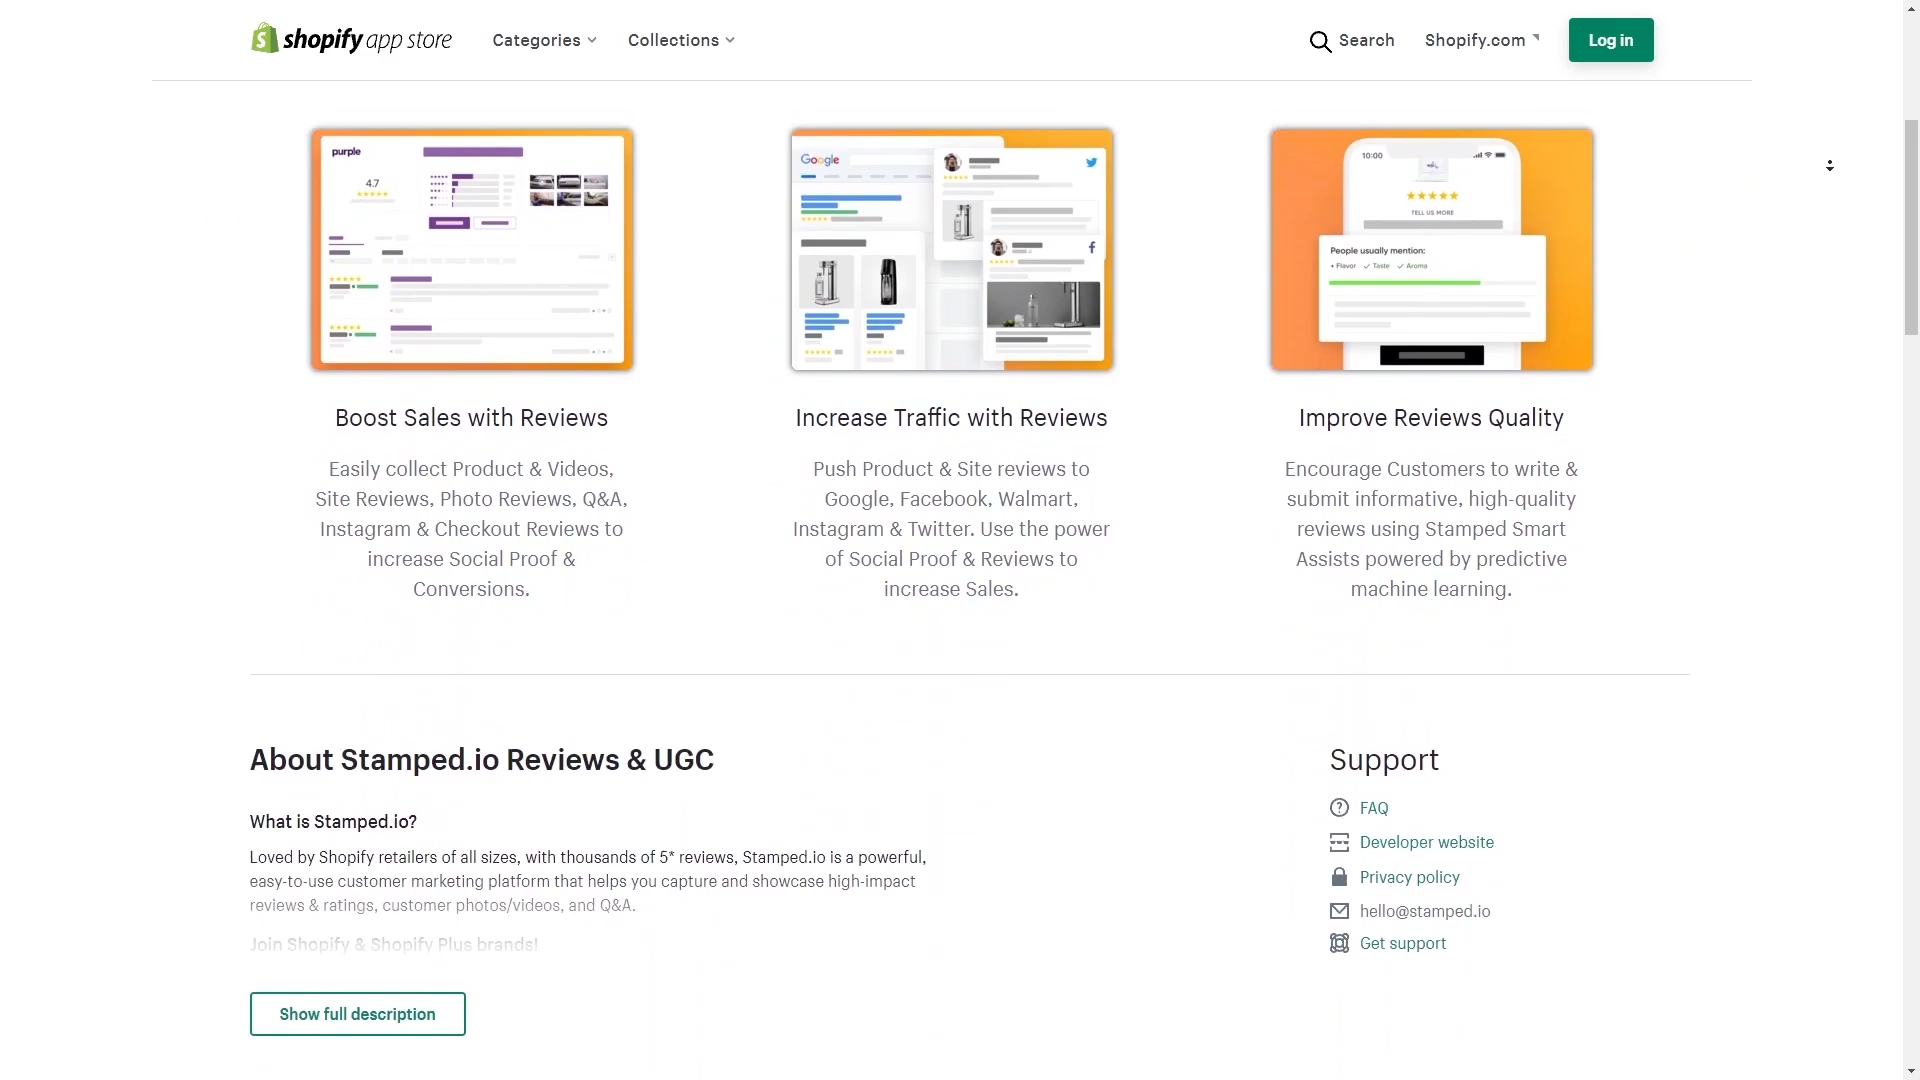 shopify app store
Categories
Collections
Search
Shopify.com
Log in
purple
4.7
Google
10:00
TELL US MORE
People usually mention:
• Flavor ✓ Taste ✓ Aroma
Boost Sales with Reviews
Easily collect Product & Videos,
Site Reviews, Photo Reviews, Q&A,
Instagram & Checkout Reviews to
increase Social Proof &
Conversions.
Increase Traffic with Reviews
Push Product & Site reviews to
Google, Facebook, Walmart,
Instagram & Twitter. Use the power
of Social Proof & Reviews to
increase Sales.
Improve Reviews Quality
Encourage Customers to write &
submit informative, high-quality
reviews using Stamped Smart
Assists powered by predictive
machine learning.
About Stamped.io Reviews & UGC
What is Stamped.io?
Loved by Shopify retailers of all sizes, with thousands of 5* reviews, Stamped.io is a powerful,
easy-to-use customer marketing platform that helps you capture and showcase high-impact
reviews & ratings, customer photos/videos, and Q&A.
Join Shopify & Shopify Plus brands!
Show full description
Support
FAQ
Developer website
Privacy policy
hello@stamped.io
Get support